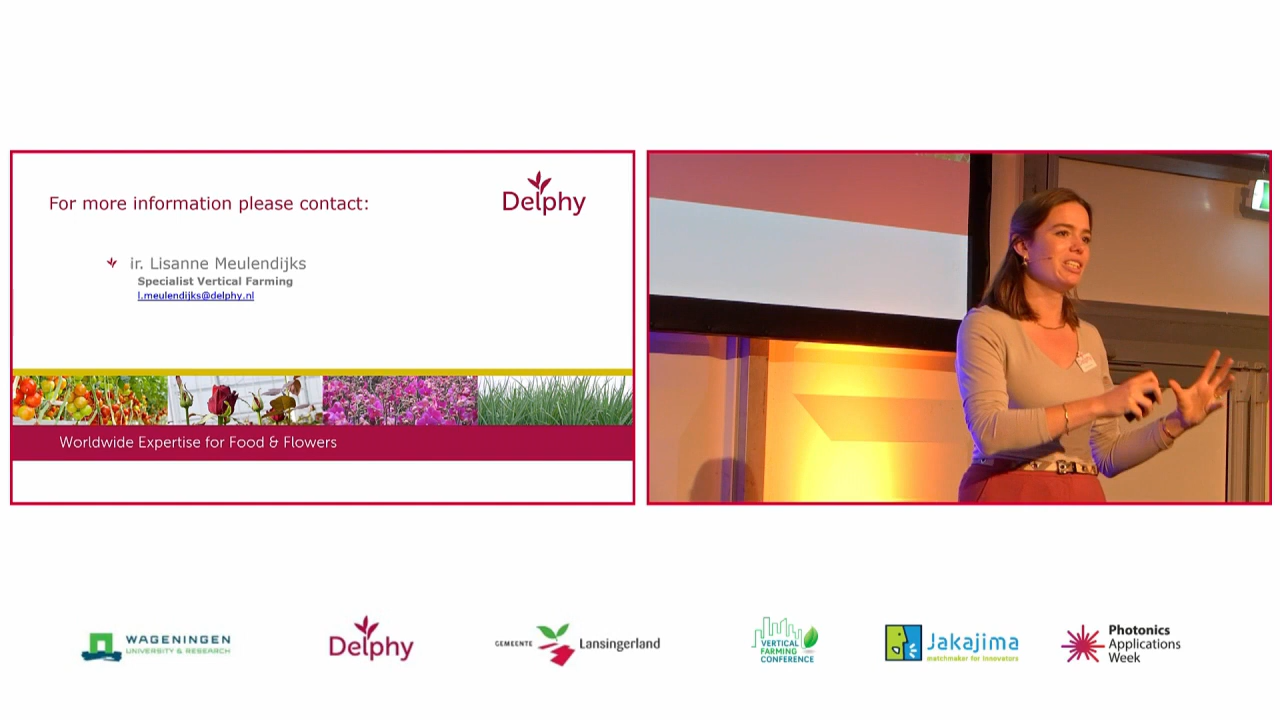 For more information please contact:
Delphy
ir. Lisanne Meulendijks
Specialist Vertical Farming
l.meulendijks@delphy.nl
Worldwide Expertise for Food & Flowers
WAGENINGEN
UNIVERSITY & RESEARCH
Delphy
GEMEENTE Lansingerland
VERTICAL
FARMING
CONFERENCE
Jakajima
matchmaker for innovators
Photonics
Applications
Week